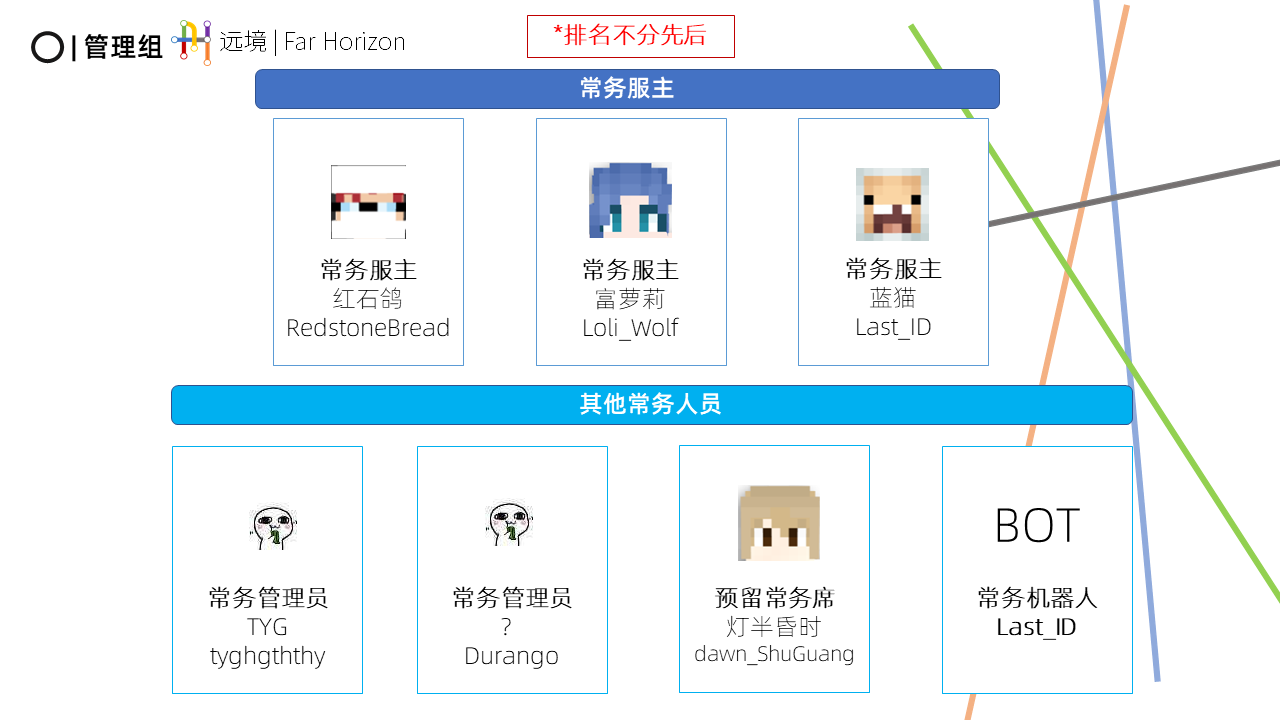 | 管理组
远境 | Far Horizon
*排名不分先后
常务服主
常务服主
红石鸽
RedstoneBread
常务服主
富萝莉
Loli_Wolf
常务服主
蓝猫
Last_ID
其他常务人员
常务管理员
TYG
tyghgththy
常务管理员
?
Durango
预留常务席
灯半昏时
dawn_ShuGuang
BOT
常务机器人
Last_ID